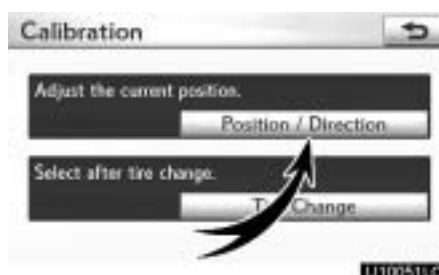 Calibration
Adjust the current position.
Position / Direction
Select after tire change.
Change